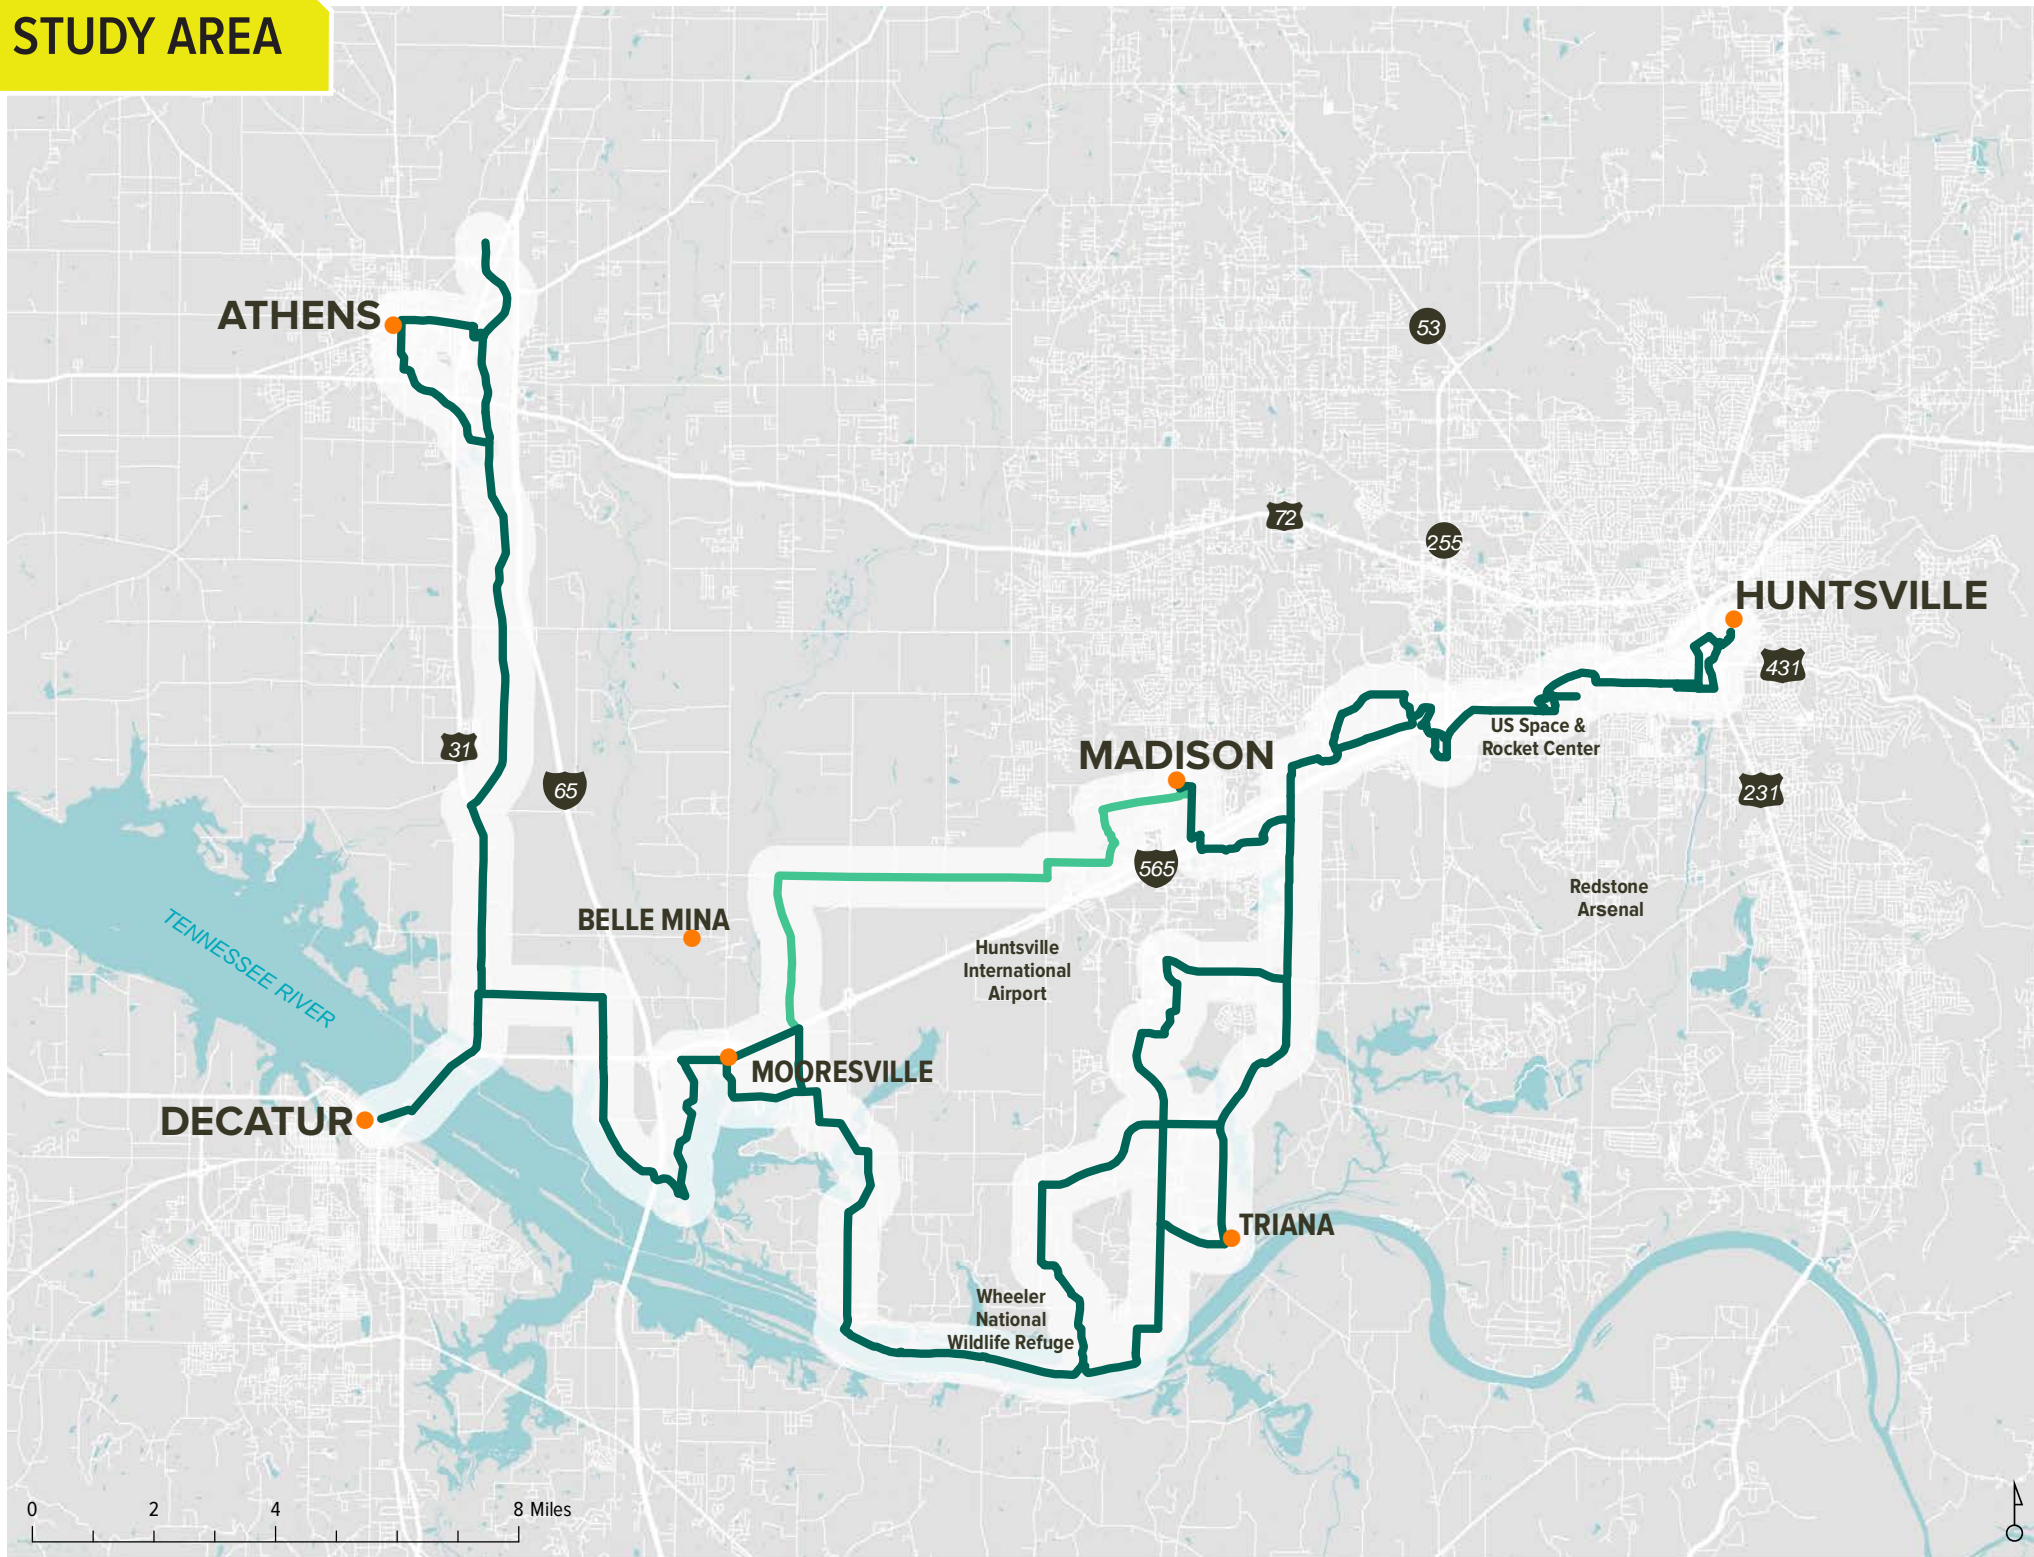 STUDY AREA
ATHENS
53
72
255
HUNTSVILLE
431
US Space &
Rocket Center
31
65
MADISON
231
565
Redstone
Arsenal
BELLE MINA
TENNESSEE RIVER
Huntsville
International
Airport
MOORESVILLE
DECATUR
TRIANA
Wheeler
National
Wildlife Refuge
0 2 4 8 Miles